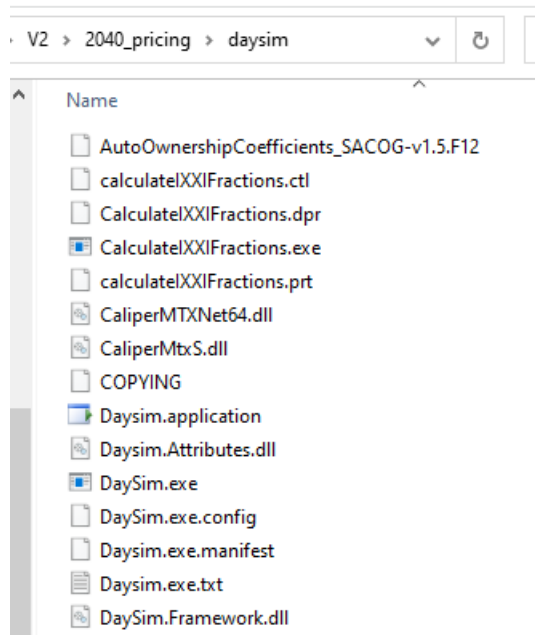 V2 > 2040_pricing > daysim
Name
AutoOwnershipCoefficients_SACOG-v1.5.F12
calculateIXXIFractions.ctl
CalculateIXXIFractions.dpr
CalculateIXXIFractions.exe
calculateIXXIFractions.prt
CaliperMTXNet64.dll
CaliperMtxS.dll
COPYING
Daysim.application
Daysim.Attributes.dll
DaySim.exe
DaySim.exe.config
Daysim.exe.manifest
Daysim.exe.txt
DaySim.Framework.dll